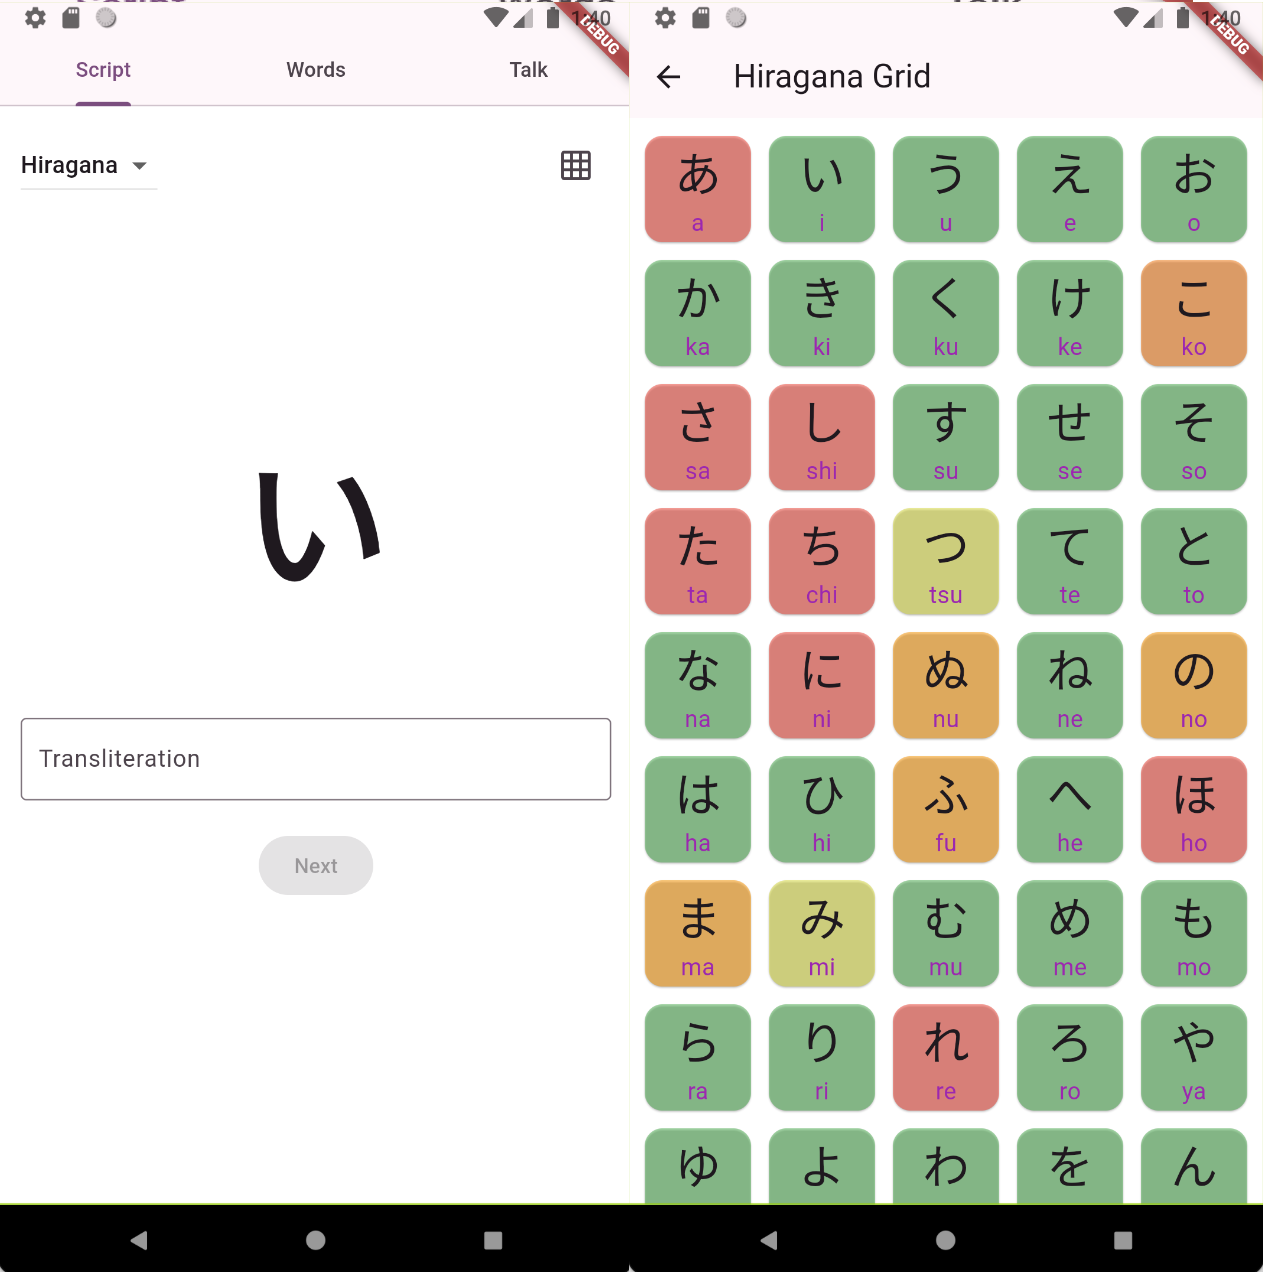 1:40
DEBUG
Script Words Talk
Hiragana
い
Transliteration
Next
1:40
DEBUG
Hiragana Grid
あ い う え お
a i u e o
か き く け こ
ka ki ku ke ko
さ し す せ そ
sa shi su se so
た ち つ て と
ta chi tsu te to
な に ぬ ね の
na ni nu ne no
は ひ ふ へ ほ
ha hi fu he ho
ま み む め も
ma mi mu me mo
ら り れ ろ や
ra ri re ro ya
ゆ よ わ を ん